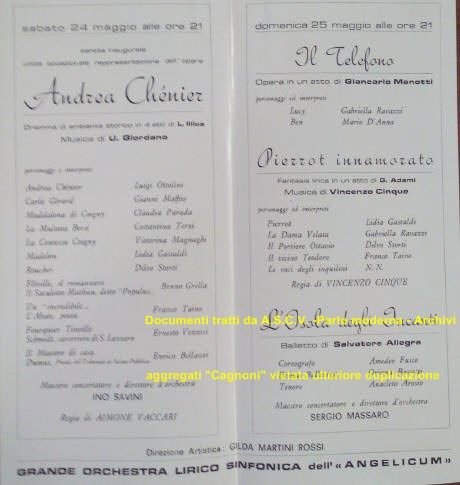 sabato 24 maggio alle ore 21
serata inaugurale
unica eccezionale rappresentazione dell'opera
Andrea Chénier
Dramma di ambiente storico in 4 atti di L. Illica
Musica di U. Giordano
personaggi e interpreti
Andrea Chénier Luigi Ottolini
Carlo Gérard Gianni Maffeo
Maddalena di Coigny Claudia Parada
La Mulatta Bersi Costantina Terzi
La Contessa Coigny Vittorina Magnaghi
Madelon Lidia Gastaldi
Roucher Dilvo Storti
Fléville, il romanziere
Il Sanculotto Mathieu, detto "Populus" Bruno Grella
Un "incredibile"
L'Abate, poeta Franco Taino
Fourquier Tinville
Schmidt, carceriere di S. Lazzaro Ernesto Vezzosi
Il Maestro di casa
Dumas, Presid. del Tribunale di Salute Pubblica Enrico Bellazzi
Maestro concertatore e direttore d'orchestra
INO SAVINI
Regia di AIMONE VACCARI
domenica 25 maggio alle ore 21
Il Telefono
Opera in un atto di Giancarlo Menotti
personaggi ed interpreti
Lucy Gabriella Ravazzi
Ben Mario D'Anna
Pierrot innamorato
Fantasia lirica in un atto di G. Adami
Musica di Vincenzo Cinque
personaggi ed interpreti
Pierrot Lidia Gastaldi
La Dama Velata Gabriella Ravazzi
Il Portiere Ottavio Dilvo Storti
Il vicino Teodoro Franco Taino
Le voci degli inquilini N. N.
Regia di VINCENZO CINQUE
L'Isola degli Incanti
Balletto di Salvatore Allegra
Coreografo Amedeo Fusco
Tenore Anacleto Arosio
Maestro concertatore e direttore d'orchestra
SERGIO MASSARO
Documenti tratti da A.S.C.V. - Parte moderna - Archivi
aggregati "Cagnoni" vietata ulteriore duplicazione
Direzione Artistica: GILDA MARTINI ROSSI
GRANDE ORCHESTRA LIRICO SINFONICA dell'«ANGELICUM»